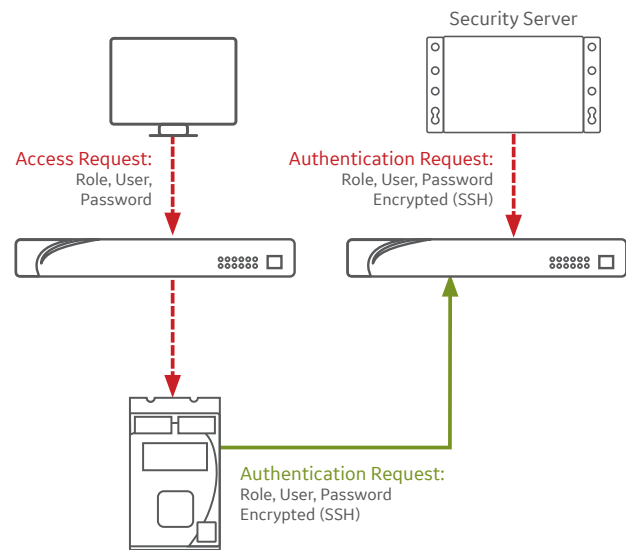 Security Server
Access Request:
Role, User,
Password
Authentication Request:
Role, User, Password
Encrypted (SSH)
Authentication Request:
Role, User, Password
Encrypted (SSH)